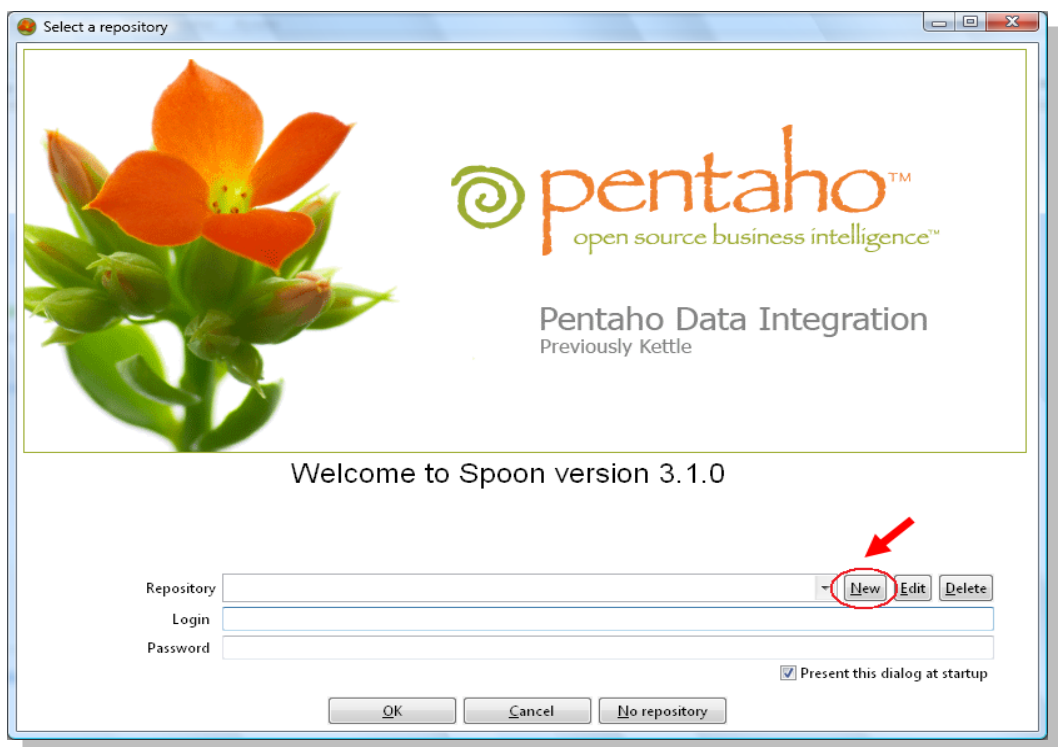 Select a repository
pentaho™
open source business intelligence™
Pentaho Data Integration
Previously Kettle
Welcome to Spoon version 3.1.0
Repository New Edit Delete
Login
Password
Present this dialog at startup
OK Cancel No repository